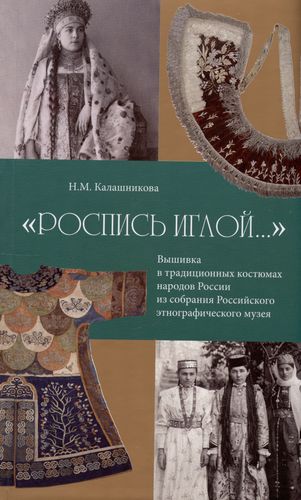 Н.М. Калашникова
«РОСПИСЬ ИГЛОЙ...»
Вышивка
в традиционных костюмах
народов России
из собрания Российского
этнографического музея